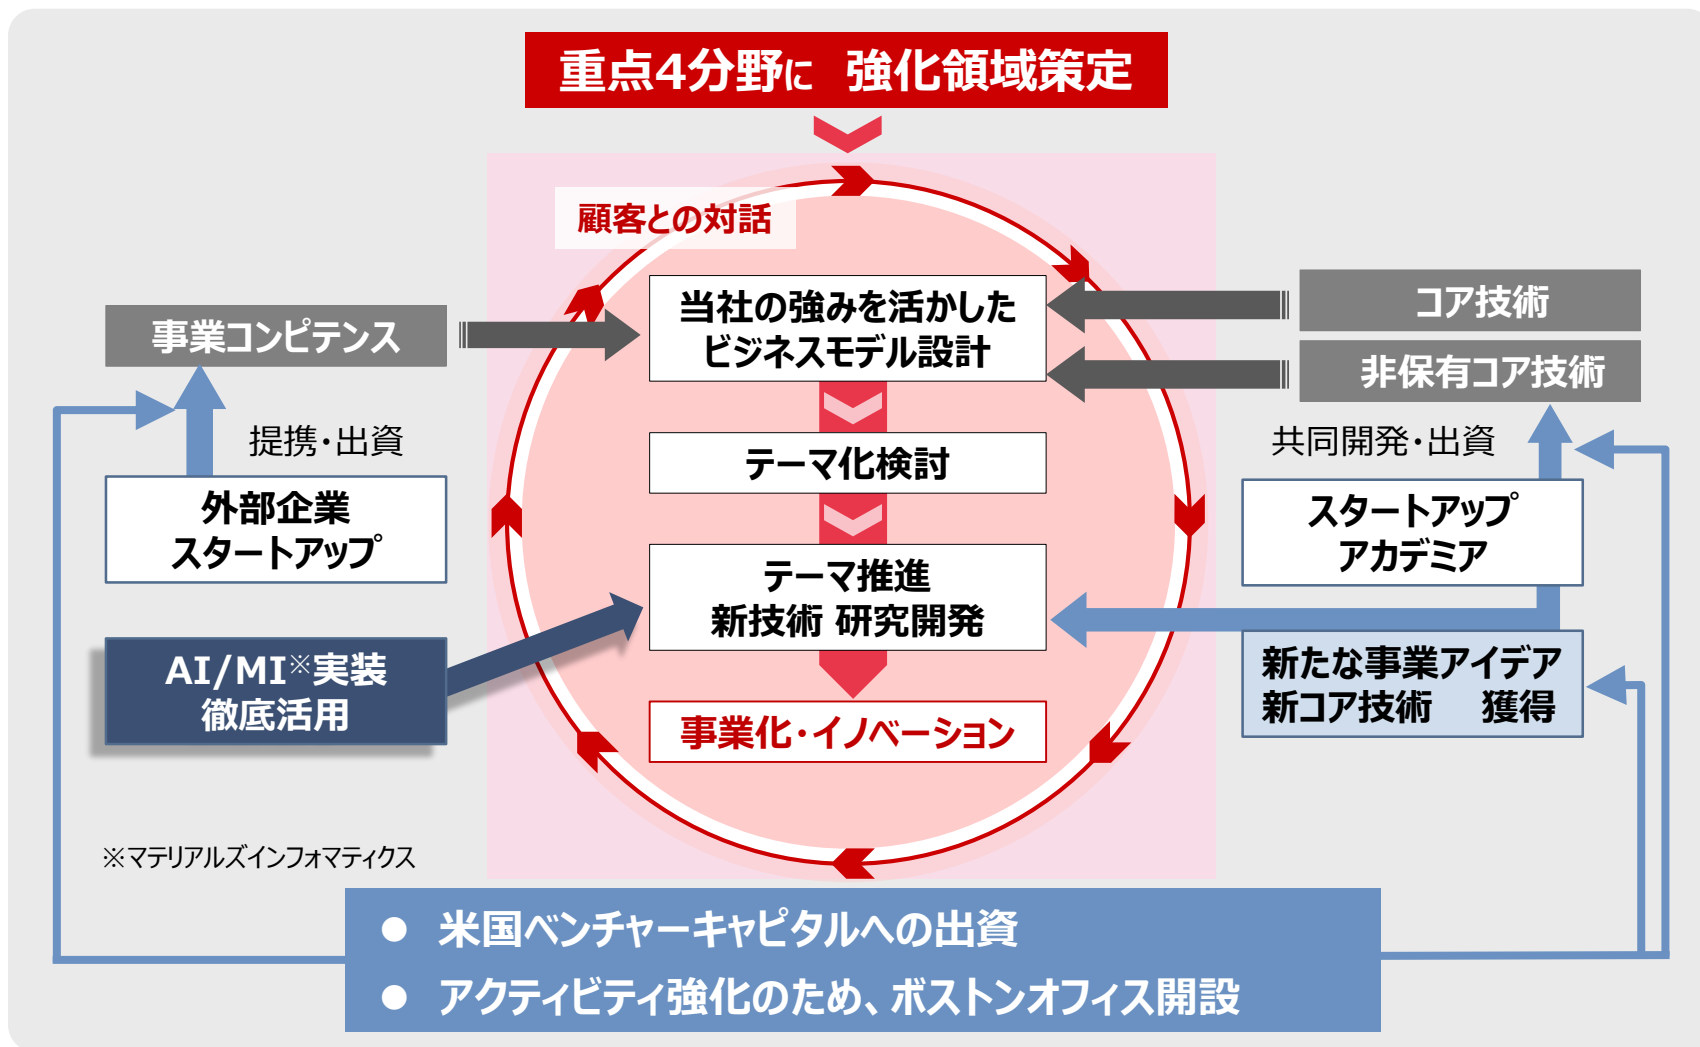 重点4分野に 強化領域策定
顧客との対話
当社の強みを活かした
ビジネスモデル設計
テーマ化検討
テーマ推進
新技術 研究開発
事業化・イノベーション
事業コンピテンス
提携・出資
外部企業
スタートアップ
AI/MI※実装
徹底活用
※マテリアルズインフォマティクス
コア技術
非保有コア技術
共同開発・出資
スタートアップ
アカデミア
新たな事業アイデア
新コア技術 獲得
● 米国ベンチャーキャピタルへの出資
● アクティビティ強化のため、ボストンオフィス開設